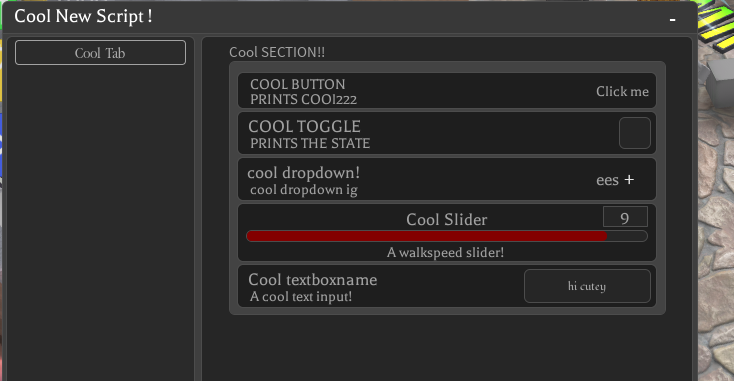 Cool New Script !
-
Cool Tab
Cool SECTION!!
COOL BUTTON
PRINTS COOl222
Click me
COOL TOGGLE
PRINTS THE STATE
cool dropdown!
cool dropdown ig
ees +
Cool Slider
9
A walkspeed slider!
Cool textboxname
A cool text input!
hi cutey